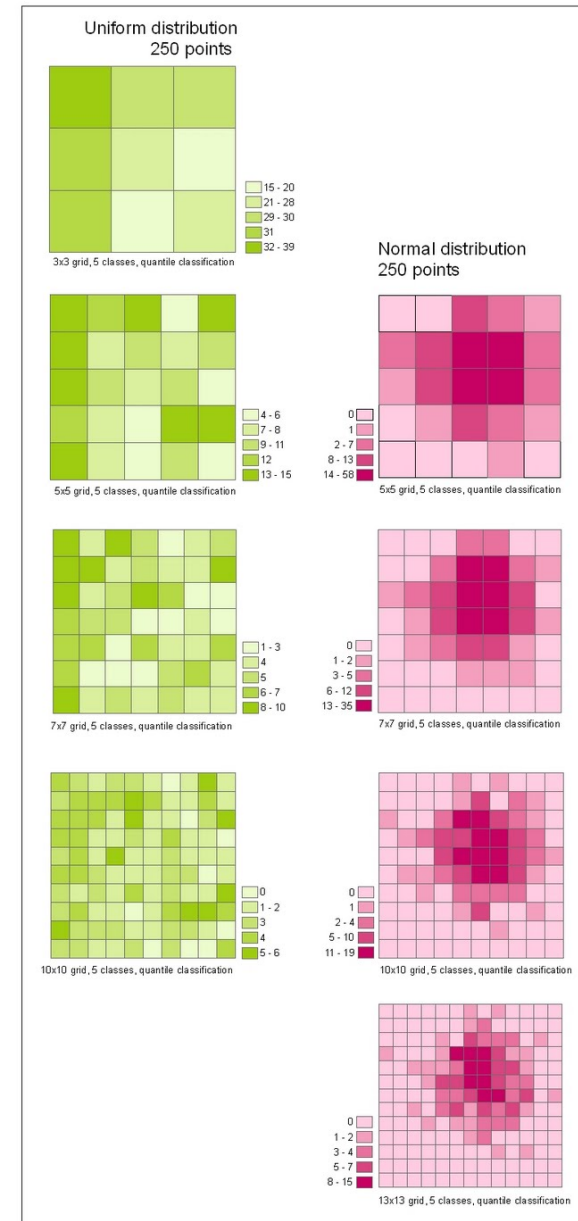 Uniform distribution
250 points
15 - 20
21 - 28
29 - 30
31
32 - 39
3x3 grid, 5 classes, quantile classification
Normal distribution
250 points
4 - 6
7 - 8
9 - 11
12
13 - 15
5x5 grid, 5 classes, quantile classification
0
1
2 - 7
8 - 13
14 - 58
5x5 grid, 5 classes, quantile classification
1 - 3
4
5
6 - 7
8 - 10
7x7 grid, 5 classes, quantile classification
0
1 - 2
3 - 5
6 - 12
13 - 35
7x7 grid, 5 classes, quantile classification
0
1 - 2
3
4
5 - 6
10x10 grid, 5 classes, quantile classification
0
1
2 - 4
5 - 10
11 - 19
10x10 grid, 5 classes, quantile classification
0
1 - 2
3 - 4
5 - 7
8 - 15
13x13 grid, 5 classes, quantile classification